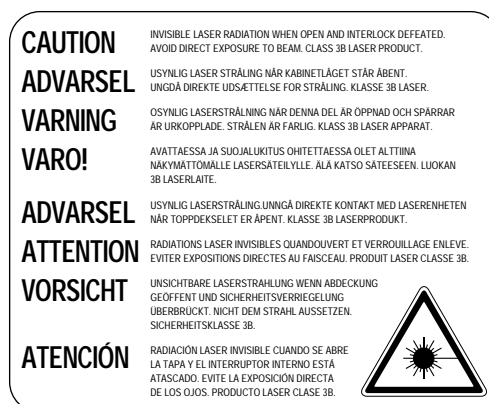 CAUTION
INVISIBLE LASER RADIATION WHEN OPEN AND INTERLOCK DEFEATED.
AVOID DIRECT EXPOSURE TO BEAM. CLASS 3B LASER PRODUCT.
ADVARSEL
USYNLIG LASER STRÅLING NÅR KABINETLÅGET STÅR ÅBENT.
UNGDÅ DIREKTE UDSÆTTELSE FOR STRÅLING. KLASSE 3B LASER.
VARNING
OSYNLIG LASERSTRÅLNING NÄR DENNA DEL ÄR ÖPPNAD OCH SPÄRRAR
ÄR URKOPPLADE. STRÅLEN ÄR FARLIG. KLASS 3B LASER APPARAT.
VARO!
AVATTAESSA JA SUOJALUKITUS OHITETTAESSA OLET ALTTIINA
NÄKYMÄTTÖMÄLLE LASERSÄTEILYLLE. ÄLÄ KATSO SÄTEESEEN. LUOKAN
3B LASERLAITE.
ADVARSEL
USYNLIG LASERSTRÅLING.UNNGÅ DIREKTE KONTAKT MED LASERENHETEN
NÅR TOPPDEKSELET ER ÅPENT. KLASSE 3B LASERPRODUKT.
ATTENTION
RADIATIONS LASER INVISIBLES QUANDOUVERT ET VERROUILLAGE ENLEVE.
EVITER EXPOSITIONS DIRECTES AU FAISCEAU. PRODUIT LASER CLASSE 3B.
VORSICHT
UNSICHTBARE LASERSTRAHLUNG WENN ABDECKUNG
GEÖFFENT UND SICHERHEITSVERRIEGELUNG
ÜBERBRÜCKT. NICHT DEM STRAHL AUSSETZEN.
SICHERHEITSKLASSE 3B.
ATENCIÓN
RADIACIÓN LASER INVISIBLE CUANDO SE ABRE
LA TAPA Y EL INTERRUPTOR INTERNO ESTÁ
ATASCADO. EVITE LA EXPOSICIÓN DIRECTA
DE LOS OJOS. PRODUCTO LASER CLASE 3B.